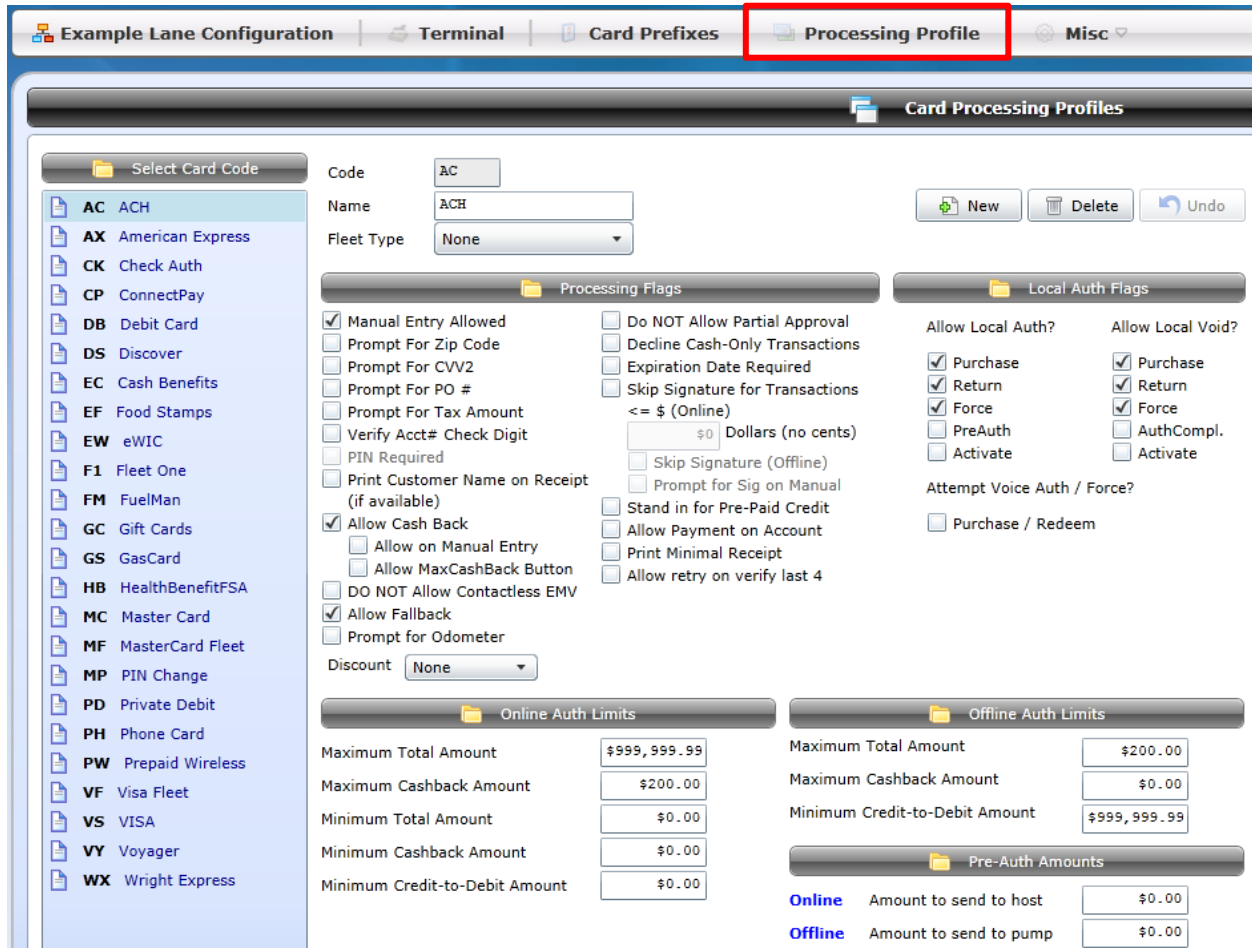 Example Lane Configuration
Terminal
Card Prefixes
Processing Profile
Misc
Card Processing Profiles
Select Card Code
AC ACH
AX American Express
CK Check Auth
CP ConnectPay
DB Debit Card
DS Discover
EC Cash Benefits
EF Food Stamps
EW eWIC
F1 Fleet One
FM FuelMan
GC Gift Cards
GS GasCard
HB HealthBenefitFSA
MC Master Card
MF MasterCard Fleet
MP PIN Change
PD Private Debit
PH Phone Card
PW Prepaid Wireless
VF Visa Fleet
VS VISA
VY Voyager
WX Wright Express
Code AC
Name ACH
Fleet Type None
New
Delete
Undo
Processing Flags
Manual Entry Allowed
Prompt For Zip Code
Prompt For CVV2
Prompt For PO #
Prompt For Tax Amount
Verify Acct# Check Digit
PIN Required
Print Customer Name on Receipt
(if available)
Allow Cash Back
Allow on Manual Entry
Allow MaxCashBack Button
DO NOT Allow Contactless EMV
Allow Fallback
Prompt for Odometer
Discount None
Do NOT Allow Partial Approval
Decline Cash-Only Transactions
Expiration Date Required
Skip Signature for Transactions
<= $ (Online)
$0 Dollars (no cents)
Skip Signature (Offline)
Prompt for Sig on Manual
Stand in for Pre-Paid Credit
Allow Payment on Account
Print Minimal Receipt
Allow retry on verify last 4
Local Auth Flags
Allow Local Auth?
Purchase
Return
Force
PreAuth
Activate
Allow Local Void?
Purchase
Return
Force
AuthCompl.
Activate
Attempt Voice Auth / Force?
Purchase / Redeem
Online Auth Limits
Maximum Total Amount $999,999.99
Maximum Cashback Amount $200.00
Minimum Total Amount $0.00
Minimum Cashback Amount $0.00
Minimum Credit-to-Debit Amount $0.00
Offline Auth Limits
Maximum Total Amount $200.00
Maximum Cashback Amount $0.00
Minimum Credit-to-Debit Amount $999,999.99
Pre-Auth Amounts
Online Amount to send to host $0.00
Offline Amount to send to pump $0.00